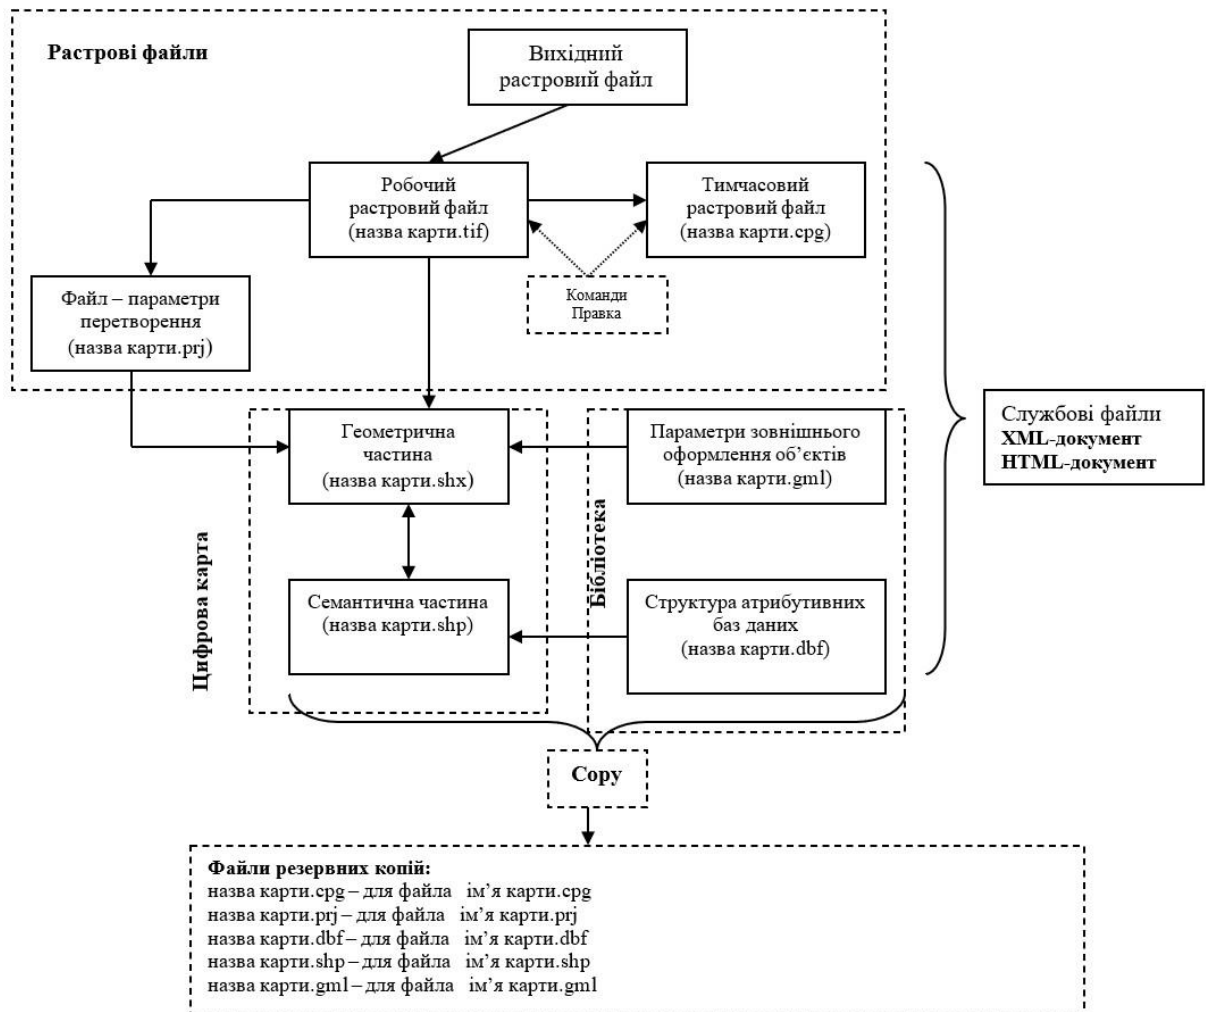 Растрові файли
Вихідний
растровий файл
Робочий
растровий файл
(назва карти.tif)
Тимчасовий
растровий файл
(назва карти.cpg)
Команди
Правка
Файл – параметри
перетворення
(назва карти.prj)
Геометрична
частина
(назва карти.shx)
Параметри зовнішнього
оформлення об’єктів
(назва карти.gml)
Службові файли
XML-документ
HTML-документ
Цифрова карта
Бібліотека
Семантична частина
(назва карти.shp)
Структура атрибутивних
баз даних
(назва карти.dbf)
Copy
Файли резервних копій:
назва карти.cpg – для файла ім’я карти.cpg
назва карти.prj – для файла ім’я карти.prj
назва карти.dbf – для файла ім’я карти.dbf
назва карти.shp – для файла ім’я карти.shp
назва карти.gml – для файла ім’я карти.gml